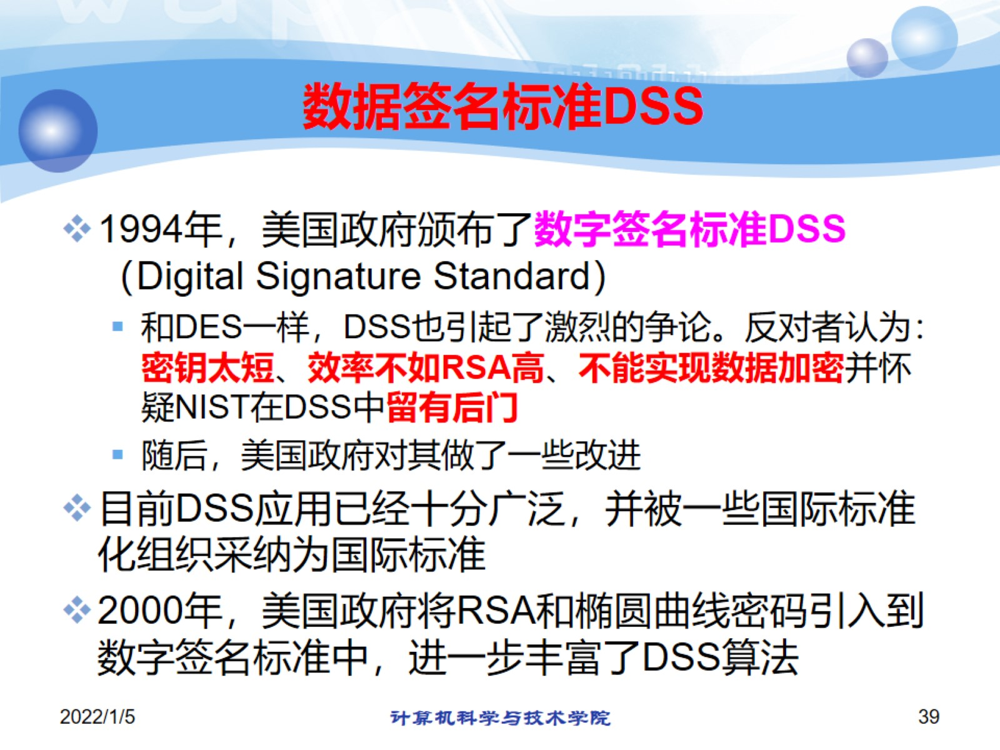 数据签名标准DSS
1994年，美国政府颁布了数字签名标准DSS
（Digital Signature Standard）
和DES一样，DSS也引起了激烈的争论。反对者认为：
密钥太短、效率不如RSA高、不能实现数据加密并怀
疑NIST在DSS中留有后门
随后，美国政府对其做了一些改进
目前DSS应用已经十分广泛，并被一些国际标准
化组织采纳为国际标准
2000年，美国政府将RSA和椭圆曲线密码引入到
数字签名标准中，进一步丰富了DSS算法
2022/1/5
计算机科学与技术学院
39